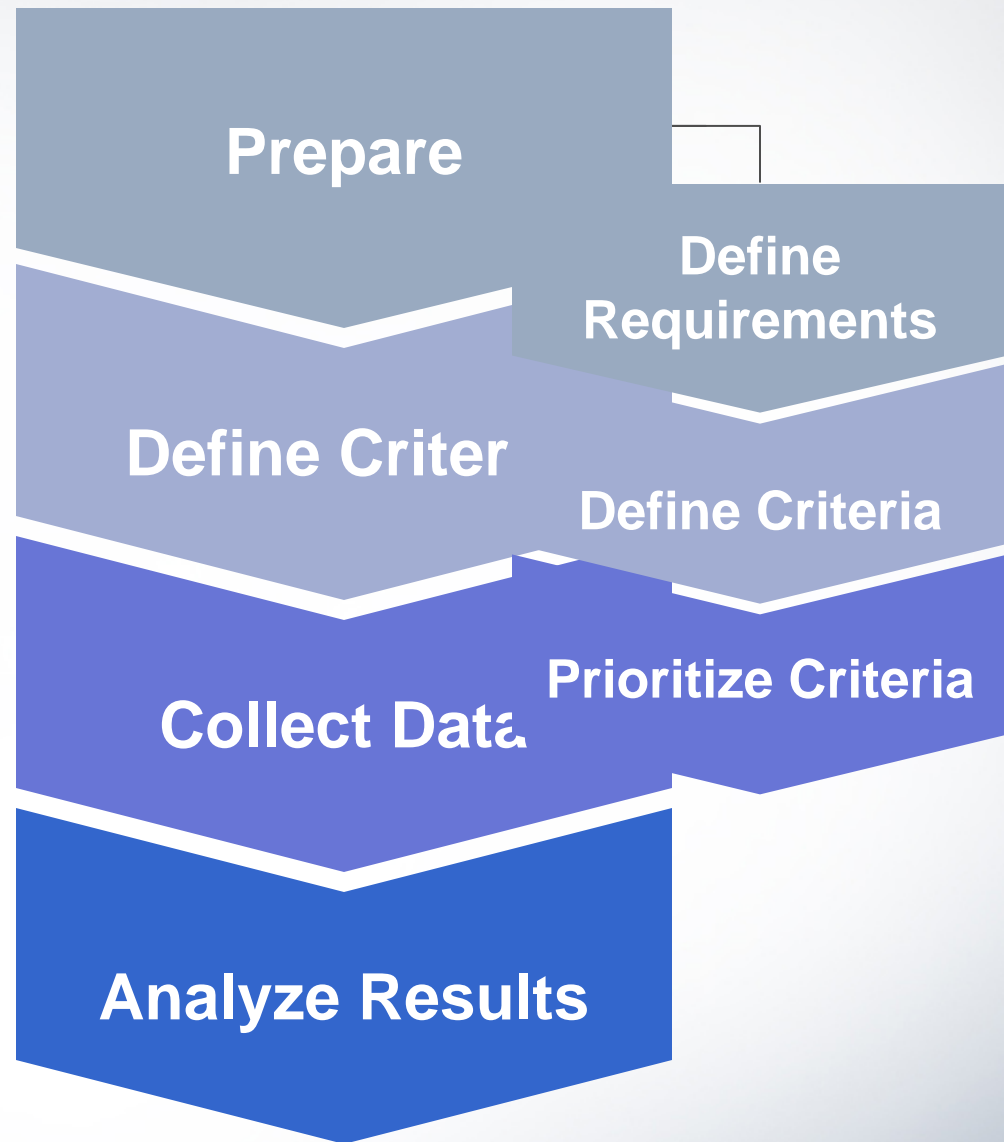 Prepare
Define
Requirements
Define Criter
Define Criteria
Prioritize Criteria
Collect Data
Analyze Results